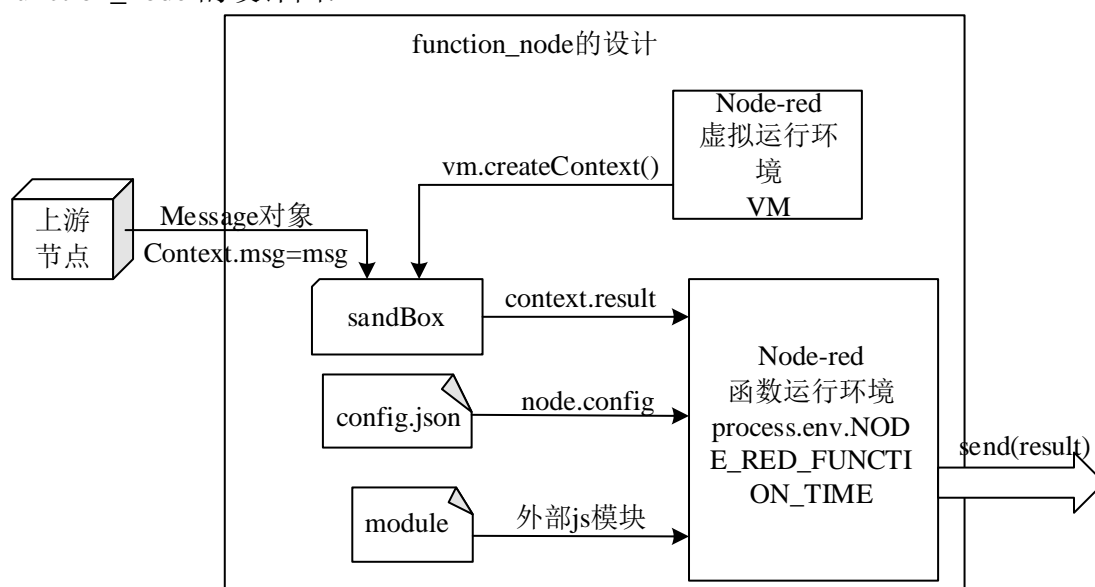 function_node的设计
Node-red
虚拟运行环
境
VM
vm.createContext()
上游
节点
Message对象
Context.msg=msg
sandBox
context.result
config.json
node.config
module
外部js模块
Node-red
函数运行环境
process.env.NOD
E_RED_FUNCTI
ON_TIME
send(result)